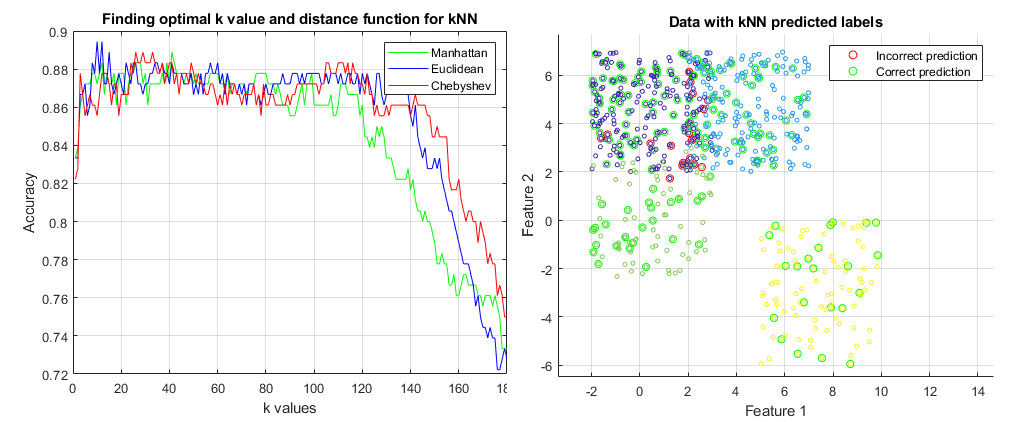 Finding optimal k value and distance function for kNN
Manhattan
Euclidean
Chebyshev
Accuracy
0.9
0.88
0.86
0.84
0.82
0.8
0.78
0.76
0.74
0.72
0 20 40 60 80 100 120 140 160
k values
Data with kNN predicted labels
Incorrect prediction
Correct prediction
Feature 2
6
4
2
0
-2
-4
-6
-2 0 2 4 6 8 10 12 14
Feature 1